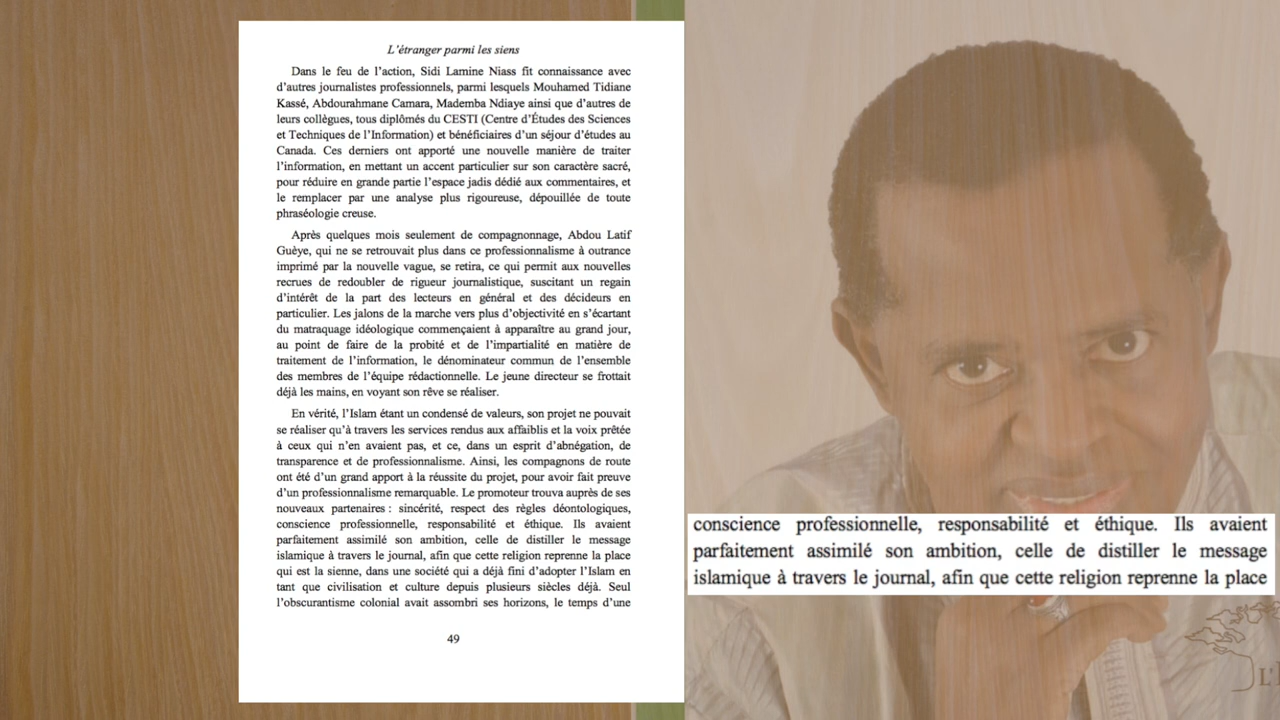 L'étranger parmi les siens
Dans le feu de l'action, Sidi Lamine Niass fit connaissance avec
d'autres journalistes professionnels, parmi lesquels Mouhamed Tidiane
Kassé, Abdourahmane Camara, Mademba Ndiaye ainsi que d'autres de
leurs collègues, tous diplômés du CESTI (Centre d'Études des Sciences
et Techniques de l'Information) et bénéficiaires d'un séjour d'études au
Canada. Ces derniers ont apporté une nouvelle manière de traiter
l'information, en mettant un accent particulier sur son caractère sacré,
pour réduire en grande partie l'espace jadis dédié aux commentaires, et
le remplacer par une analyse plus rigoureuse, dépouillée de toute
phraséologie creuse.
Après quelques mois seulement de compagnonnage, Abdou Latif
Guèye, qui ne se retrouvait plus dans ce professionnalisme à outrance
imprimé par la nouvelle vague, se retira, ce qui permit aux nouvelles
recrues de redoubler de rigueur journalistique, suscitant un regain
d'intérêt de la part des lecteurs en général et des décideurs en
particulier. Les jalons de la marche vers plus d'objectivité en s'écartant
du matraquage idéologique commençaient à apparaître au grand jour,
au point de faire de la probité et de l'impartialité en matière de
traitement de l'information, le dénominateur commun de l'ensemble
des membres de l'équipe rédactionnelle. Le jeune directeur se frottait
déjà les mains, en voyant son rêve se réaliser.
En vérité, l'Islam étant un condensé de valeurs, son projet ne pouvait
se réaliser qu'à travers les services rendus aux affaiblis et la voix prêtée
à ceux qui n'en avaient pas, et ce, dans un esprit d'abnégation, de
transparence et de professionnalisme. Ainsi, les compagnons de route
ont été d'un grand apport à la réussite du projet, pour avoir fait preuve
d'un professionnalisme remarquable. Le promoteur trouva auprès de ses
nouveaux partenaires : sincérité, respect des règles déontologiques,
conscience professionnelle, responsabilité et éthique. Ils avaient
parfaitement assimilé son ambition, celle de distiller le message
islamique à travers le journal, afin que cette religion reprenne la place
qui est la sienne, dans une société qui a déjà fini d'adopter l'Islam en
tant que civilisation et culture depuis plusieurs siècles déjà. Seul
l'obscurantisme colonial avait assombri ses horizons, le temps d'une
49
conscience professionnelle, responsabilité et éthique. Ils avaient
parfaitement assimilé son ambition, celle de distiller le message
islamique à travers le journal, afin que cette religion reprenne la place